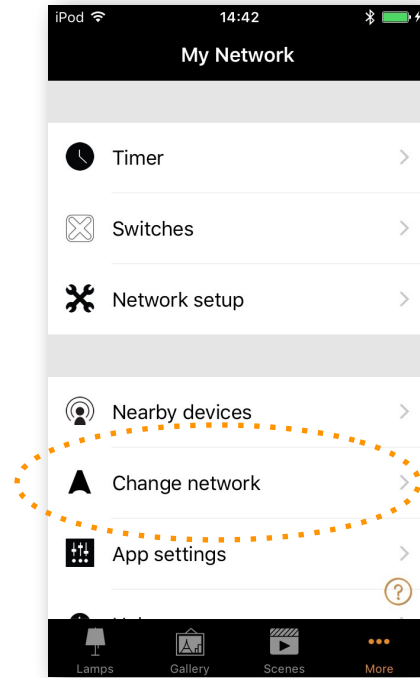 iPod 14:42
My Network
Timer
Switches
Network setup
Nearby devices
Change network
App settings
?
Lamps Gallery Scenes More